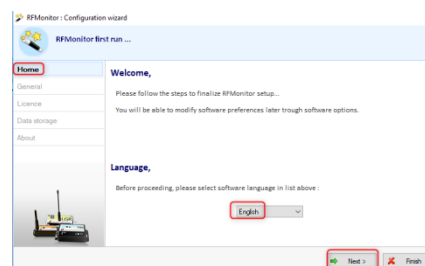 RFMonitor : Configuration wizard
RFMonitor first run ...
Home
General
Licence
Data storage
About
Welcome,
Please follow the steps to finalize RFMonitor setup...
You will be able to modify software preferences later trough software options.
Language,
Before proceeding, please select software language in list above :
English
Next >
Finish